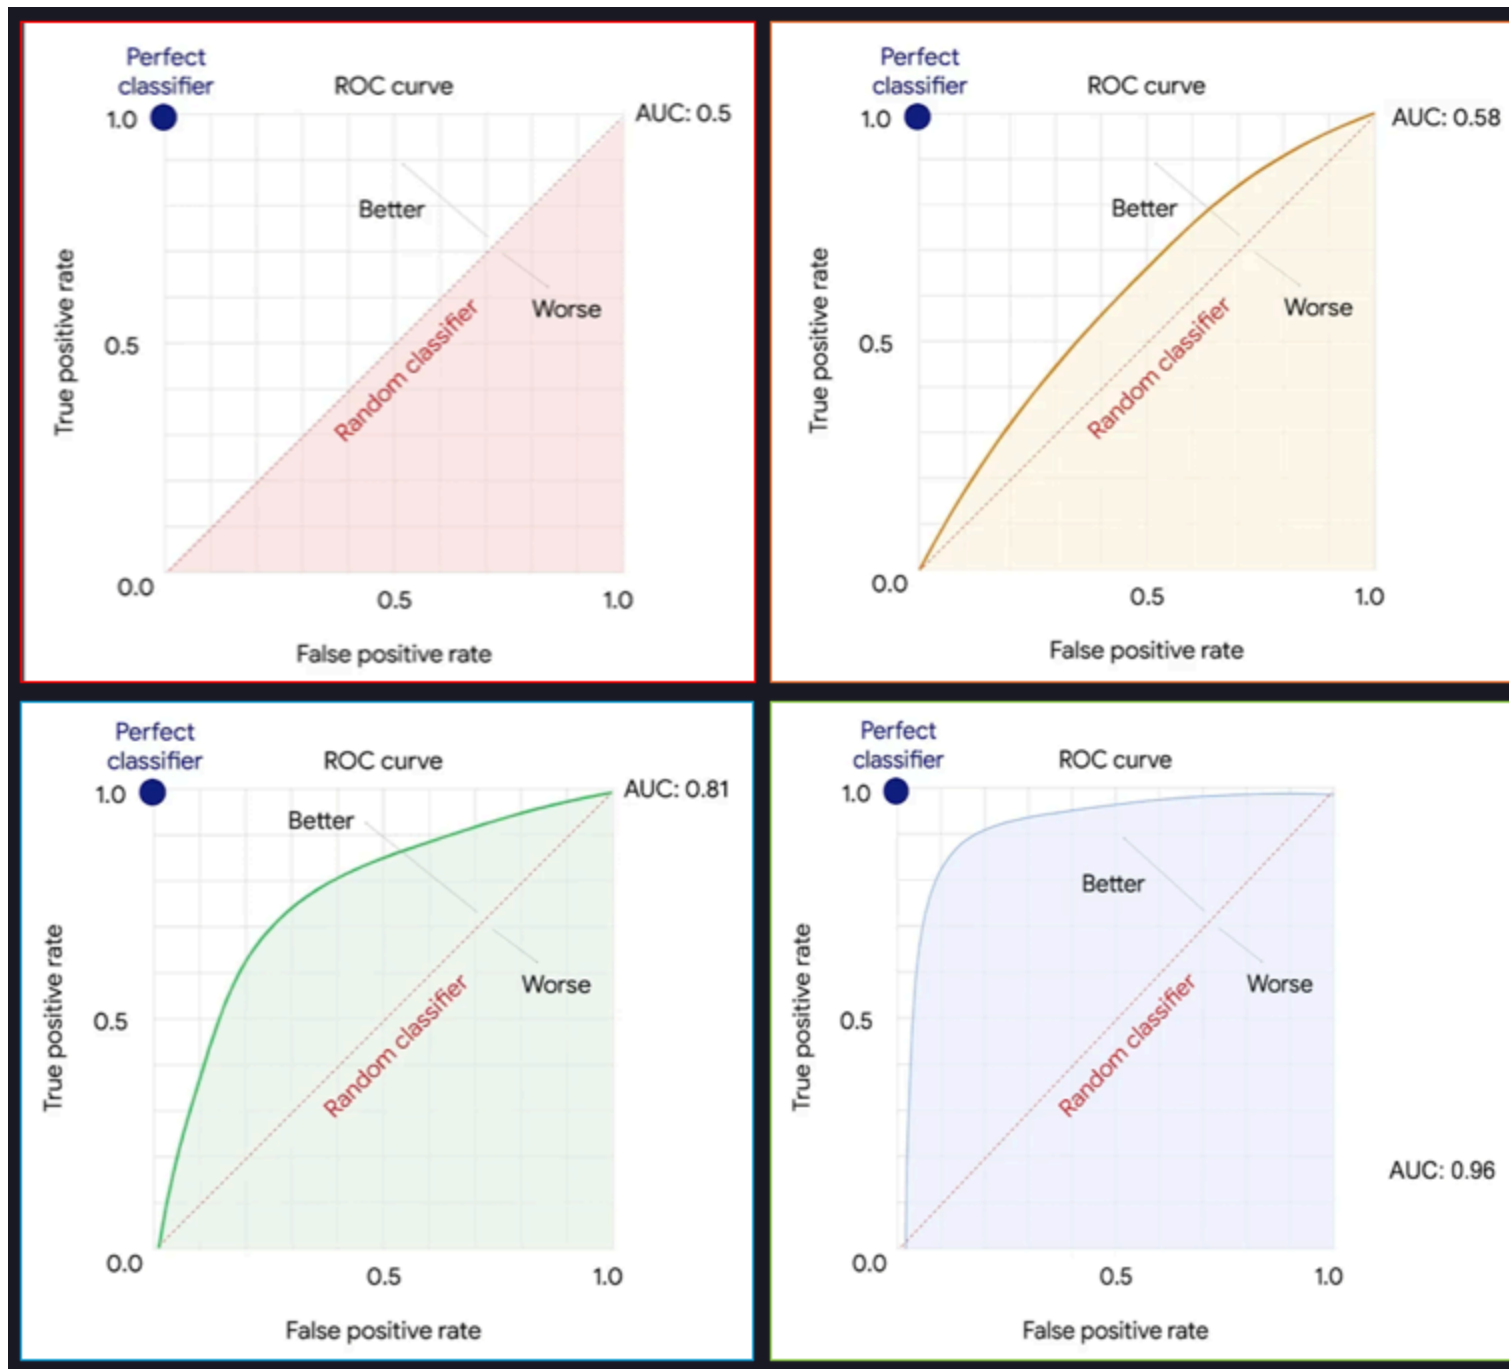 Perfect
classifier
ROC curve
1.0
AUC: 0.5
Better
Worse
Random classifier
True positive rate
0.5
0.0
0.5
1.0
False positive rate
Perfect
classifier
ROC curve
1.0
AUC: 0.58
Better
Worse
Random classifier
True positive rate
0.5
0.0
0.5
1.0
False positive rate
Perfect
classifier
ROC curve
1.0
AUC: 0.81
Better
Worse
Random classifier
True positive rate
0.5
0.0
0.5
1.0
False positive rate
Perfect
classifier
ROC curve
1.0
Better
Worse
Random classifier
True positive rate
0.5
AUC: 0.96
0.0
0.5
1.0
False positive rate